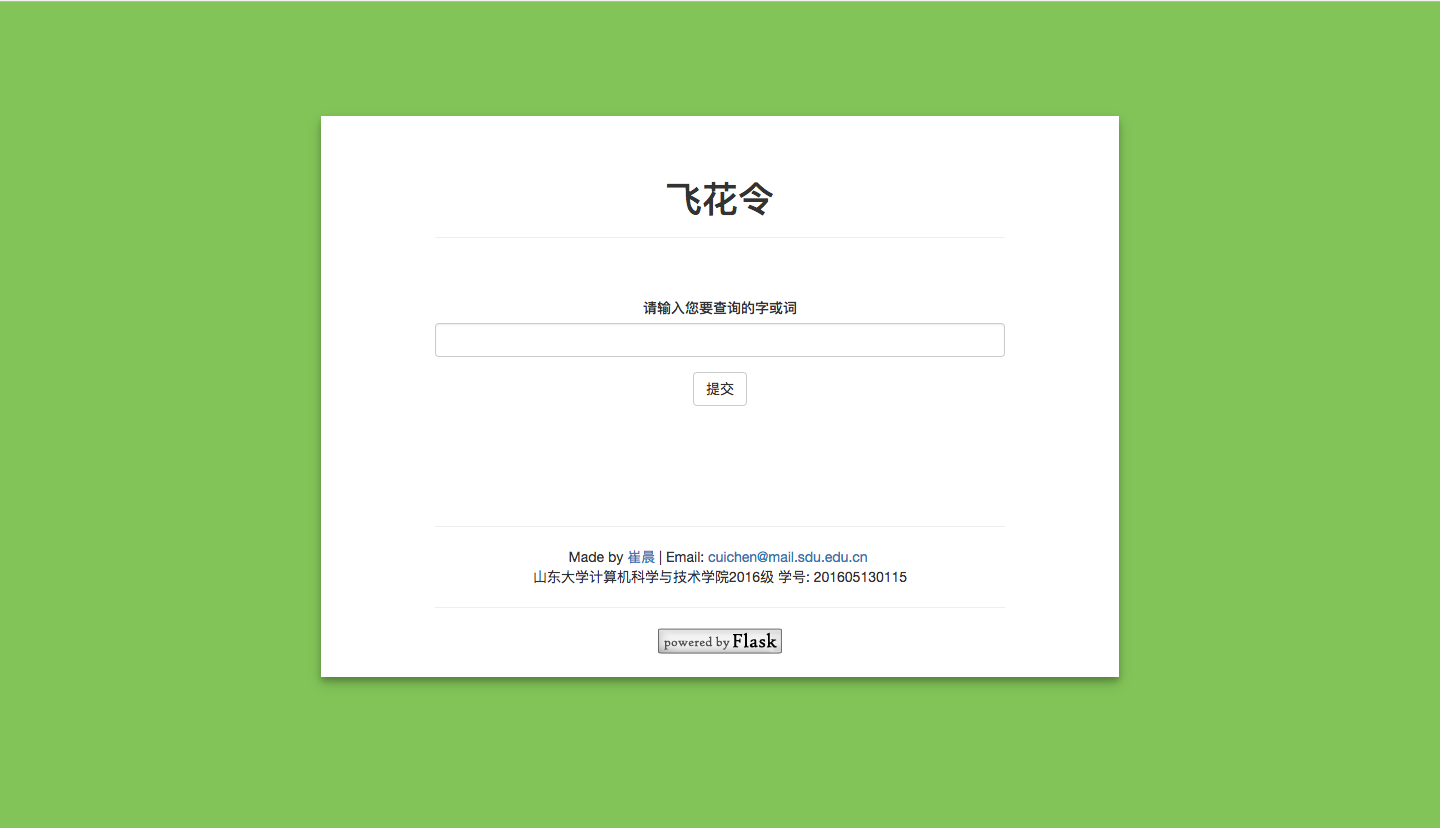 飞花令
请输入您要查询的字或词
提交
Made by 崔晨 | Email: cuichen@mail.sdu.edu.cn
山东大学计算机科学与技术学院2016级 学号: 201605130115
powered by Flask